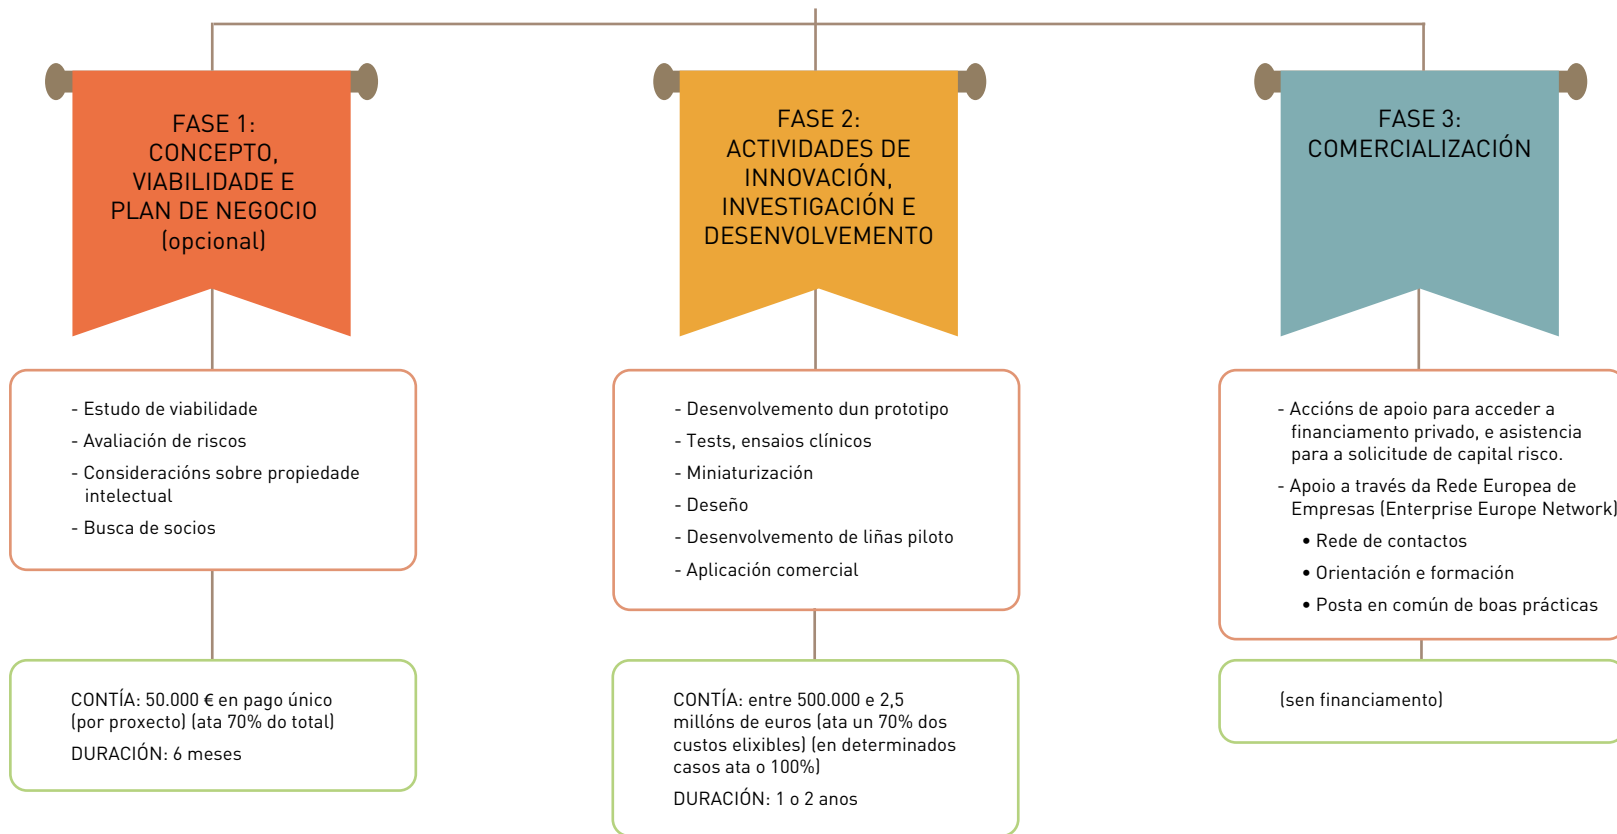 FASE 1:
CONCEPTO,
VIABILIDADE E
PLAN DE NEGOCIO
(opcional)
- Estudo de viabilidade
- Avaliación de riscos
- Consideracións sobre propiedade
intelectual
- Busca de socios
CONTÍA: 50.000 € en pago único
(por proxecto) (ata 70% do total)
DURACIÓN: 6 meses
FASE 2:
ACTIVIDADES DE
INNOVACIÓN,
INVESTIGACIÓN E
DESENVOLVEMENTO
- Desenvolvemento dun prototipo
- Tests, ensaios clínicos
- Miniaturización
- Deseño
- Desenvolvemento de liñas piloto
- Aplicación comercial
CONTÍA: entre 500.000 e 2,5
millóns de euros (ata un 70% dos
custos elixibles) (en determinados
casos ata o 100%)
DURACIÓN: 1 o 2 anos
FASE 3:
COMERCIALIZACIÓN
- Accións de apoio para acceder a
financiamento privado, e asistencia
para a solicitude de capital risco.
- Apoio a través da Rede Europea de
Empresas (Enterprise Europe Network)
• Rede de contactos
• Orientación e formación
• Posta en común de boas prácticas
(sen financiamento)